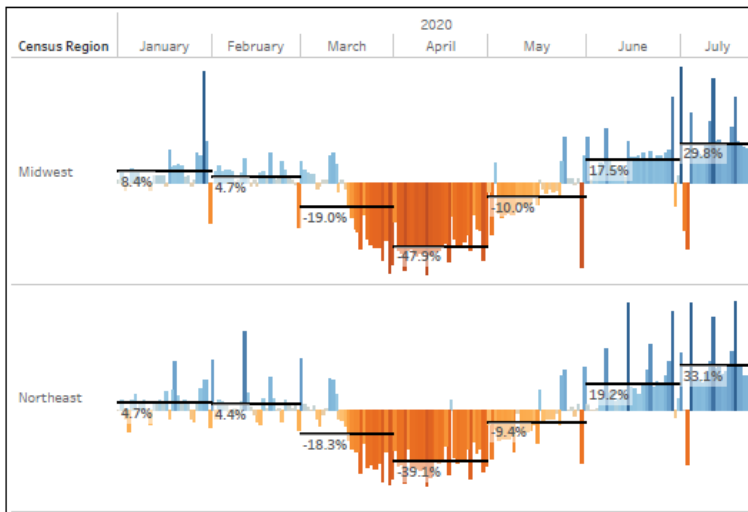 2020
Census Region January February March April May June July
Midwest
8.4% 4.7% -19.0% -47.9% -10.0% 17.5% 29.8%
Northeast
4.7% 4.4% -18.3% -39.1% -9.4% 19.2% 33.1%